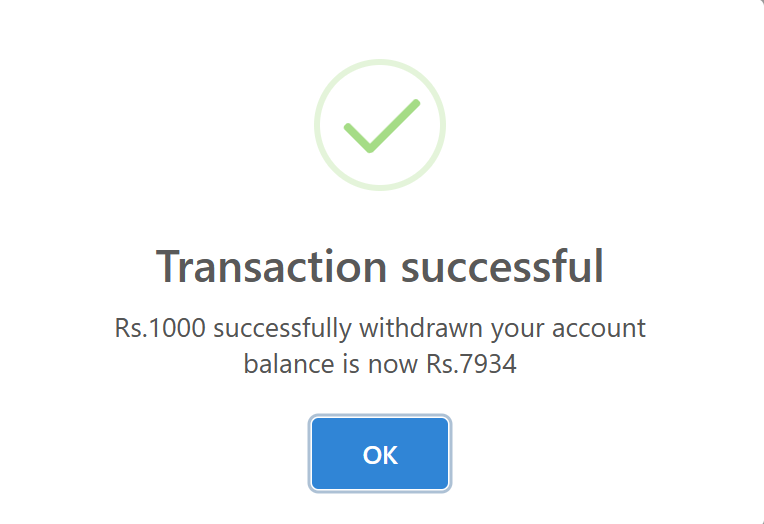 Transaction successful
Rs.1000 successfully withdrawn your account
balance is now Rs.7934
OK